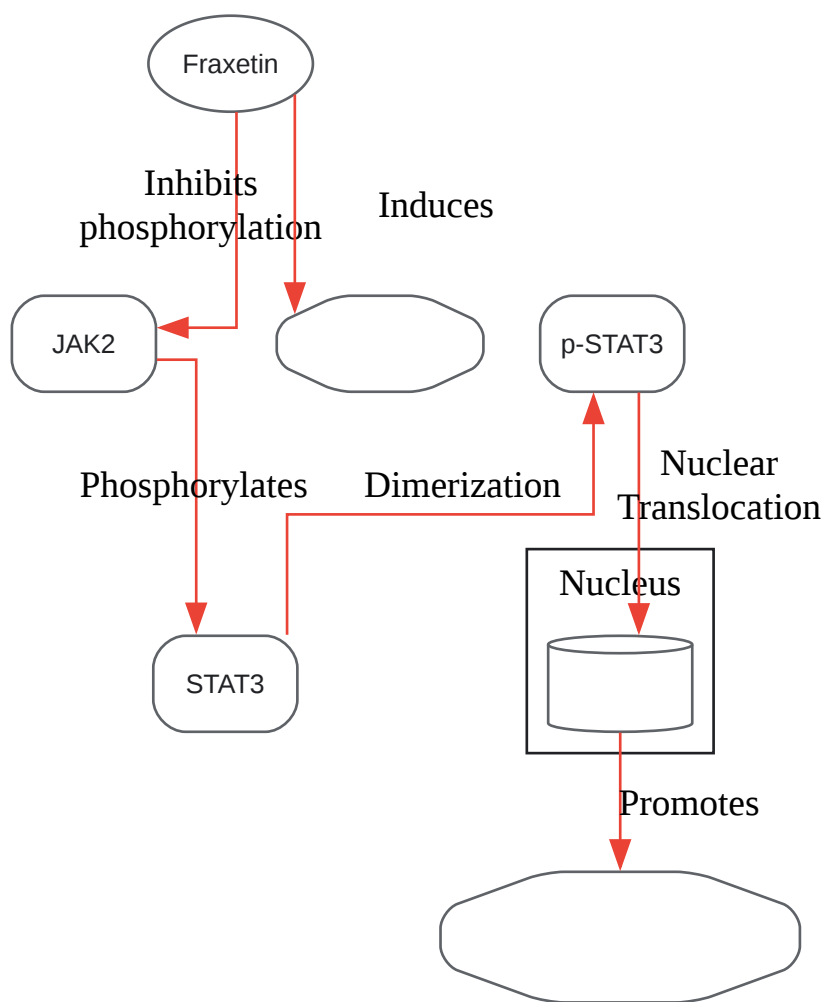 Fraxetin
Inhibits
phosphorylation
Induces
JAK2
p-STAT3
Phosphorylates
Dimerization
Nuclear
Translocation
Nucleus
STAT3
Promotes